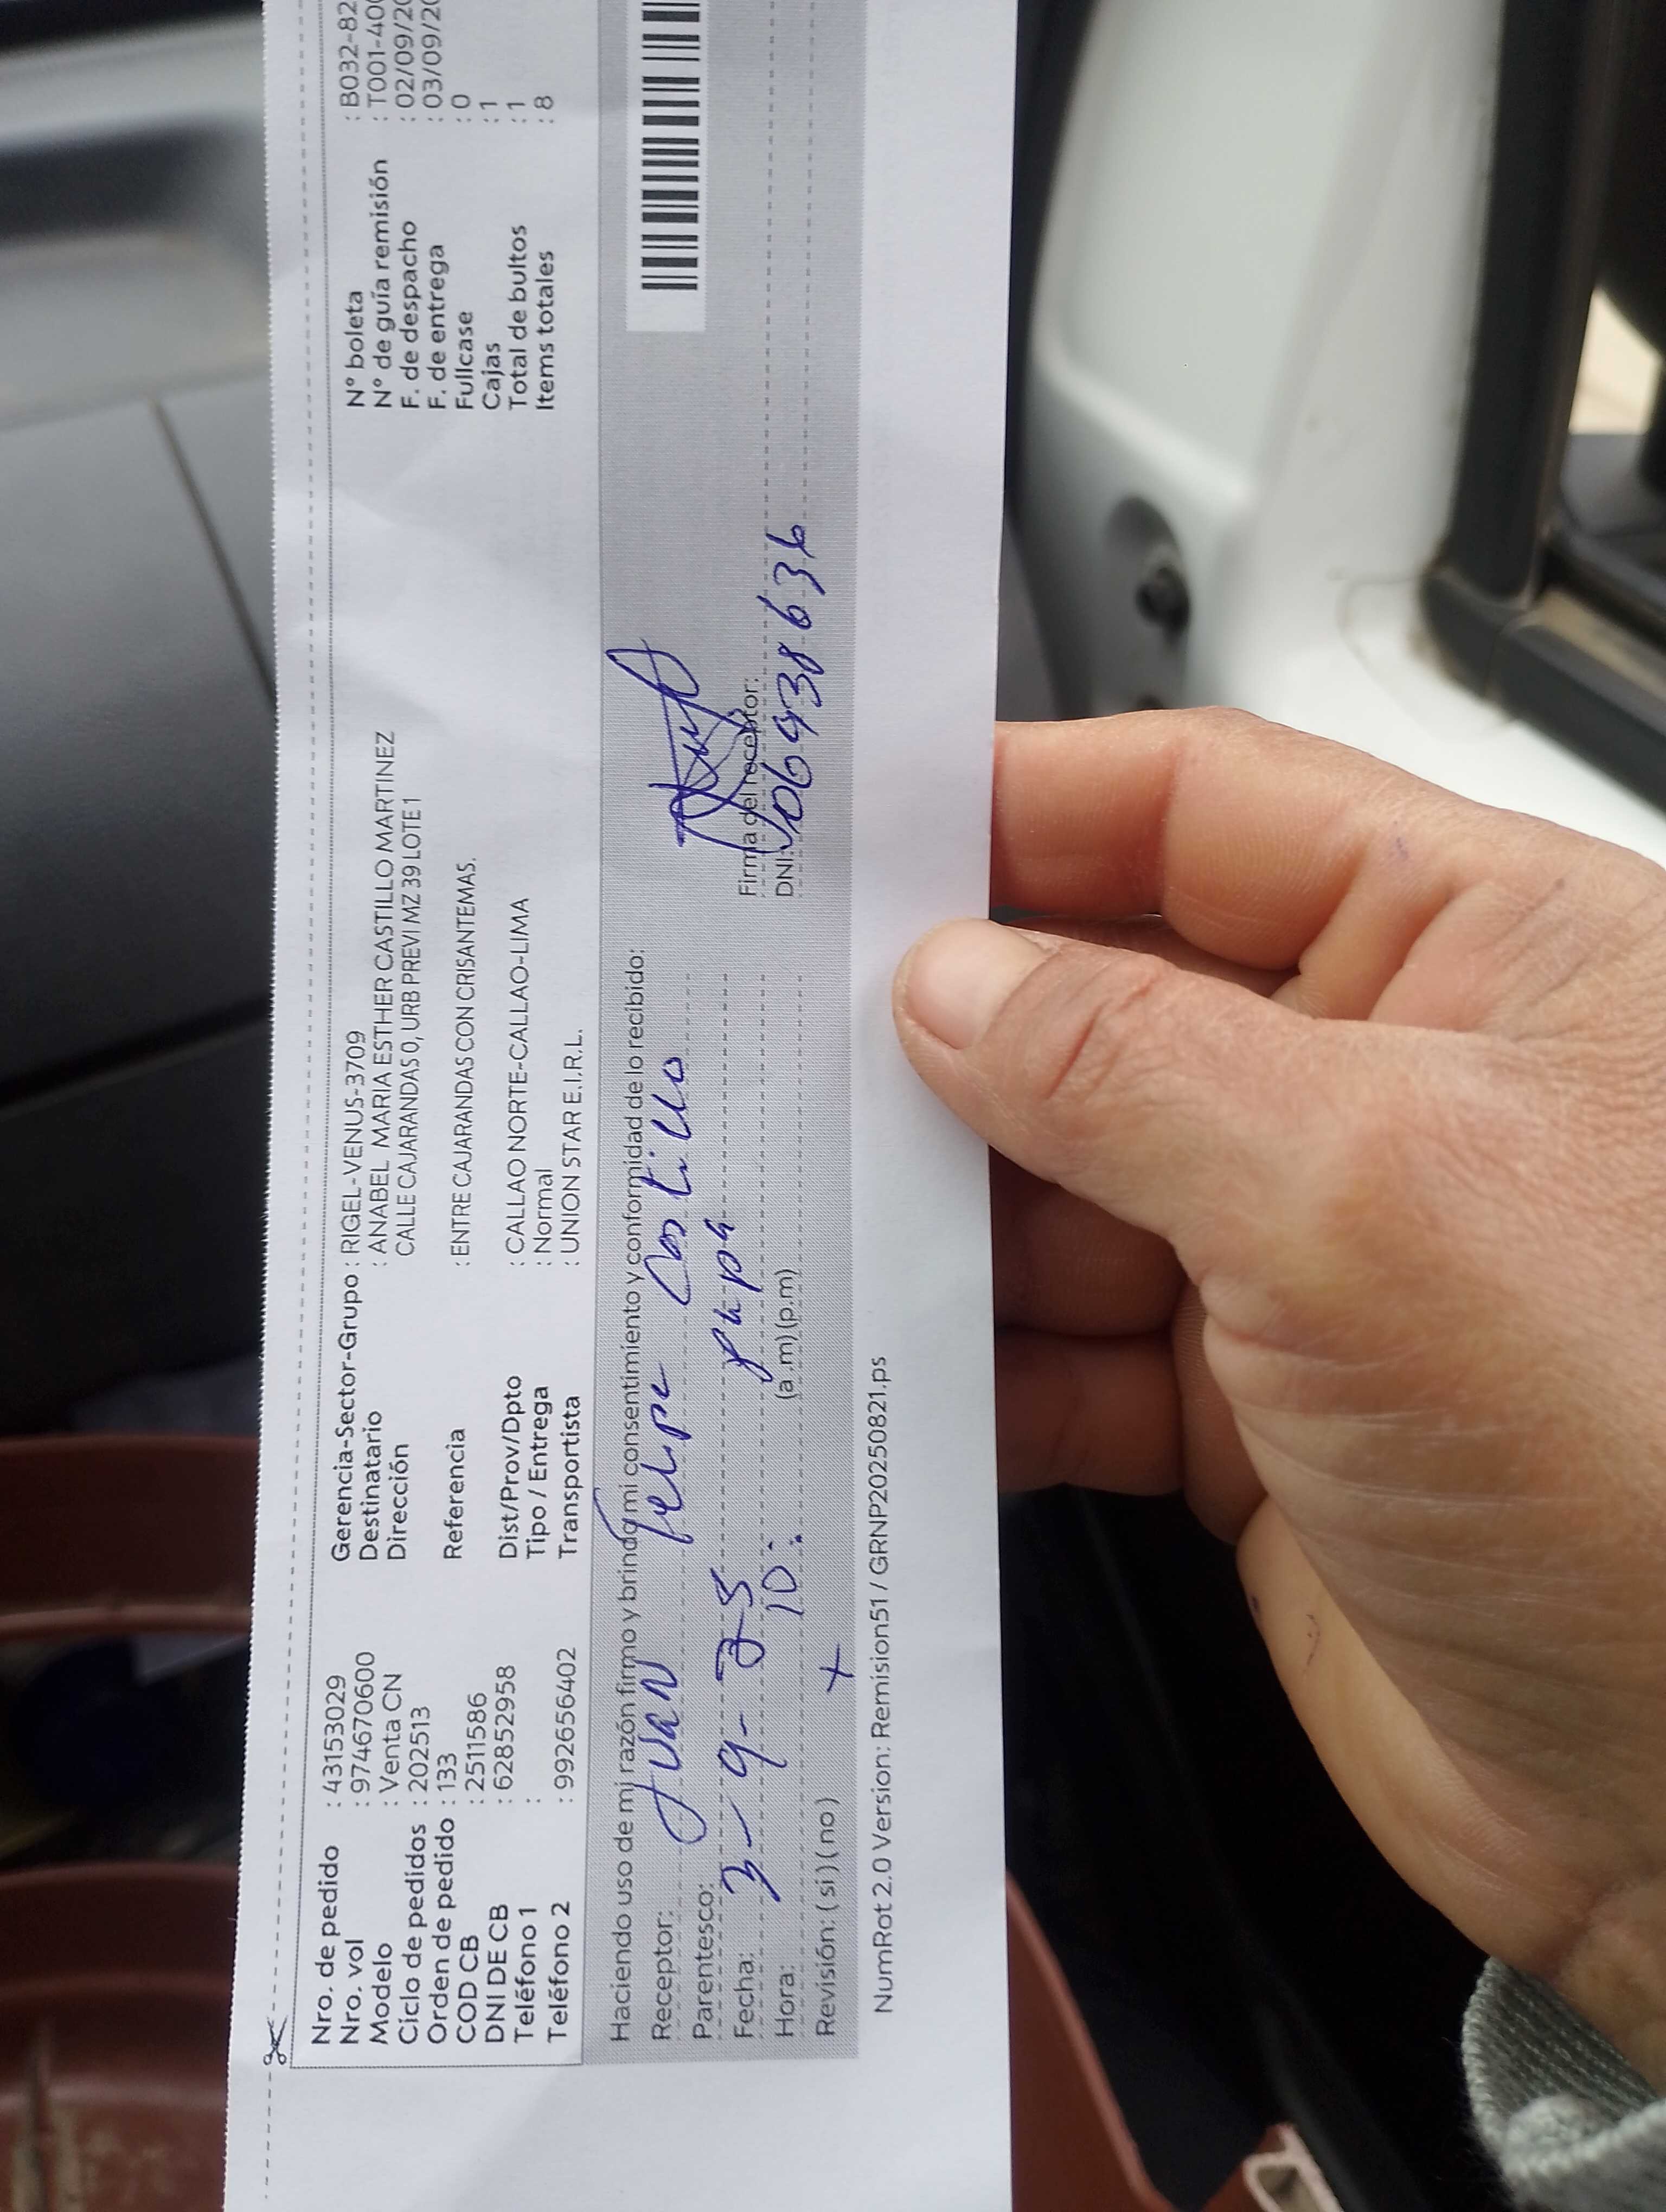 Nro. de pedido : 43153029
Nro. vol : 974670600
Modelo : Venta CN
Ciclo de pedidos : 202513
Orden de pedido : 133
COD CB : 2511586
DNI DE CB : 628852958
Teléfono 1 :
Teléfono 2 : 992656402
Gerencia-Sector-Grupo : RIGEL-VENUS-3709
Destinatario : ANABEL MARIA ESTHER CASTILLO MARTINEZ
Dirección CALLE CAJARANDAS 0, URB PREVI MZ 39 LOTE 1
Referencia : ENTRE CAJARANDAS CON CRISANTEMAS.
Dist/Prov/Dpto : CALLAO NORTE-CALLAO-LIMA
Tipo / Entrega : Normal
Transportista : UNION STAR E.I.R.L.
N° boleta : B032-82
N° de guía remisión : T001-400
F. de despacho : 02/09/20
F. de entrega : 03/09/20
Fullcase : 0
Cajas : 1
Total de bultos : 1
Items totales : 8
Haciendo uso de mi razón firmo y brindo mi consentimiento y conformidad de lo recibido:
Receptor: Juan Felipe Castillo
Parentesco: papa
Fecha: 3-9-25
Hora: 10: (a.m) (p.m)
Revisión: ( si ) ( no ) +
Firma del receptor:
DNI: 06438636
NumRot 2.0 Version: Remision51 / GRNP20250821.ps